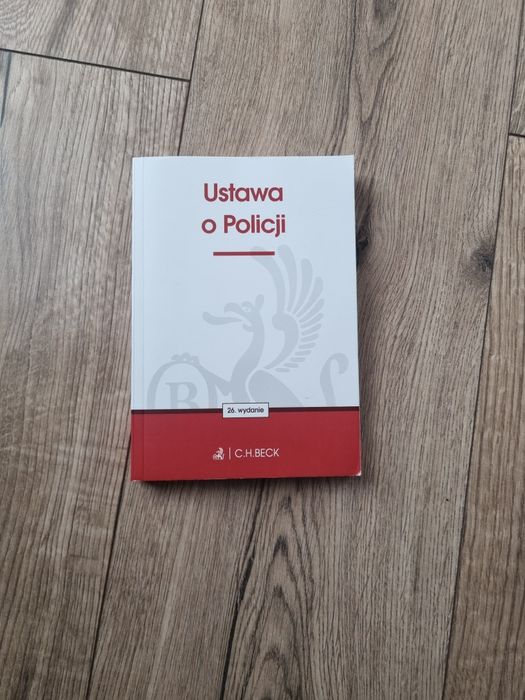 Ustawa
o Policji
26. wydanie
C.H.BECK